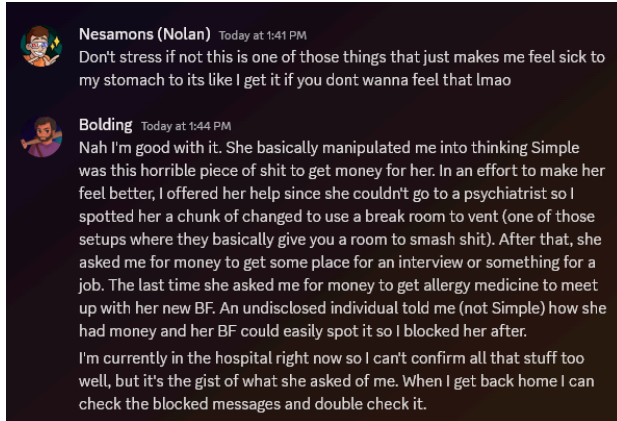 Nesamons (Nolan) Today at 1:41 PM
Don't stress if not this is one of those things that just makes me feel sick to
my stomach to its like I get it if you dont wanna feel that lmao
Bolding Today at 1:44 PM
Nah I'm good with it. She basically manipulated me into thinking Simple
was this horrible piece of shit to get money for her. In an effort to make her
feel better, I offered her help since she couldn't go to a psychiatrist so I
spotted her a chunk of changed to use a break room to vent (one of those
setups where they basically give you a room to smash shit). After that, she
asked me for money to get some place for an interview or something for a
job. The last time she asked me for money to get allergy medicine to meet
up with her new BF. An undisclosed individual told me (not Simple) how she
had money and her BF could easily spot it so I blocked her after.
I'm currently in the hospital right now so I can't confirm all that stuff too
well, but it's the gist of what she asked of me. When I get back home I can
check the blocked messages and double check it.